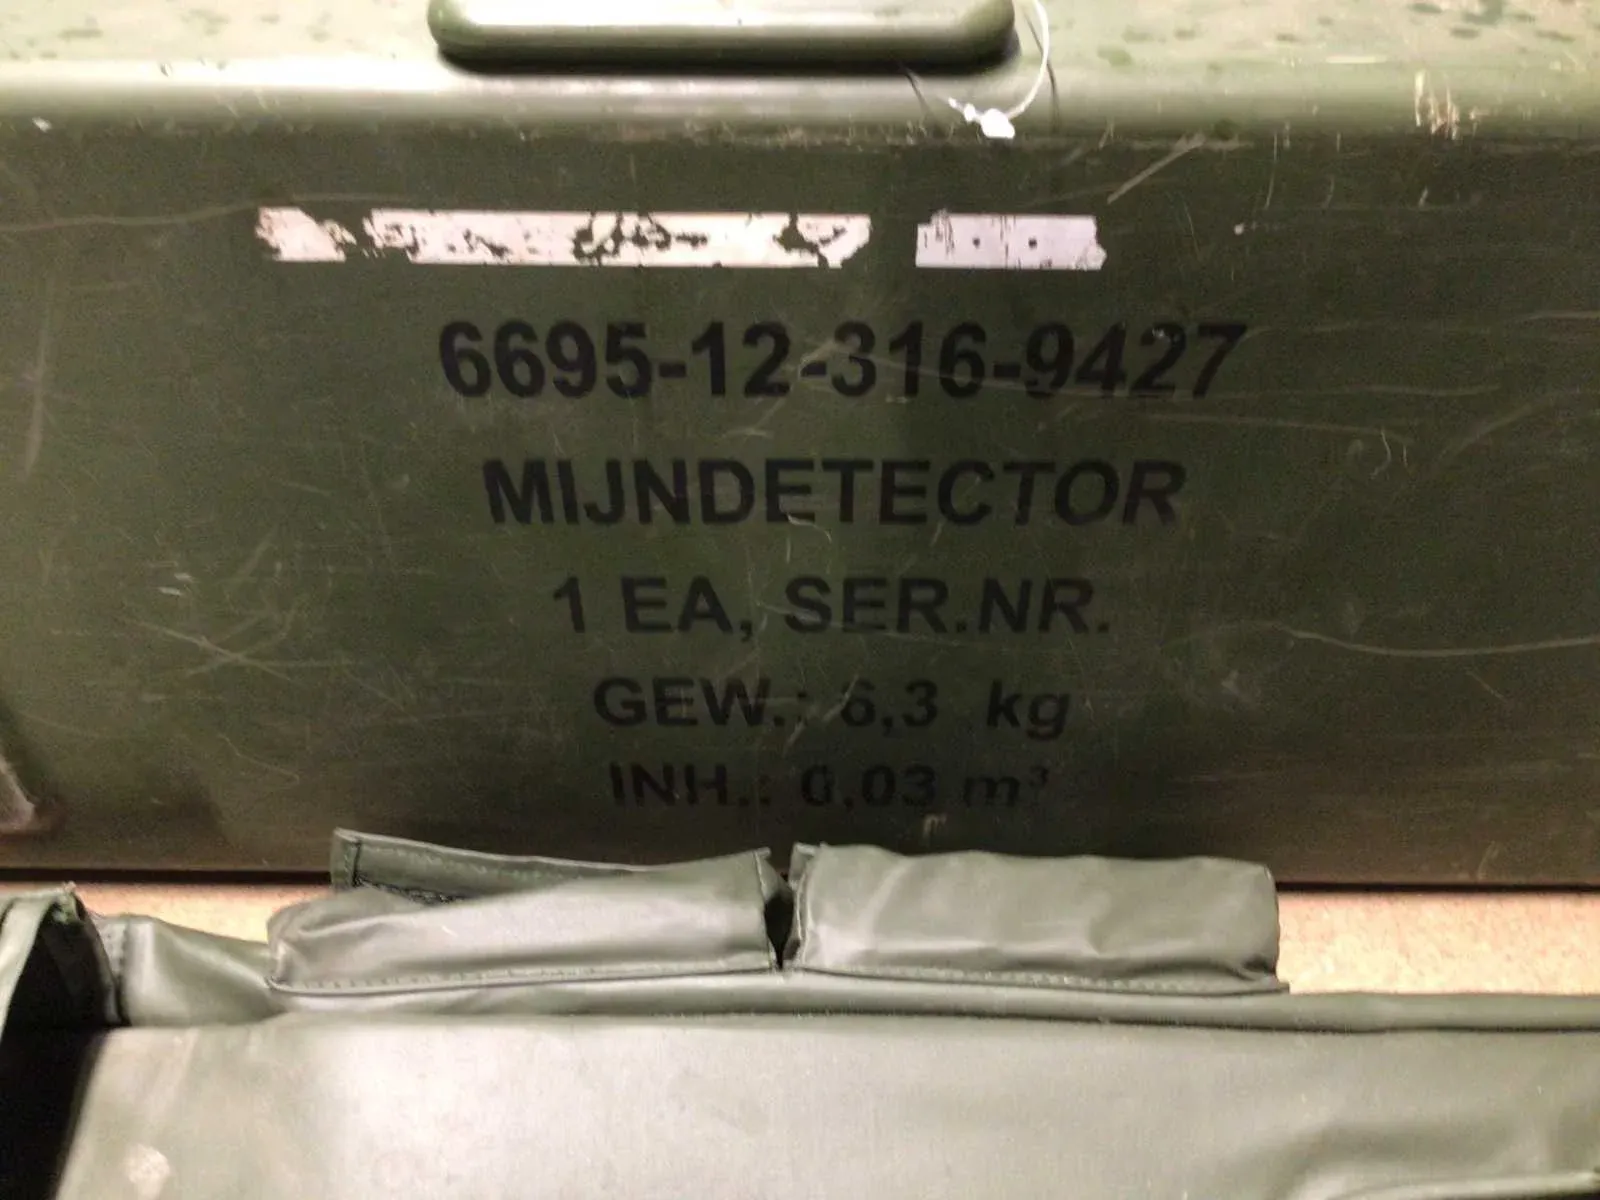 6695-12-316-9427
MIJNDETECTOR
1 EA, SER.NR.
GEW.: 6,3 kg
INH.: 0,03 m³